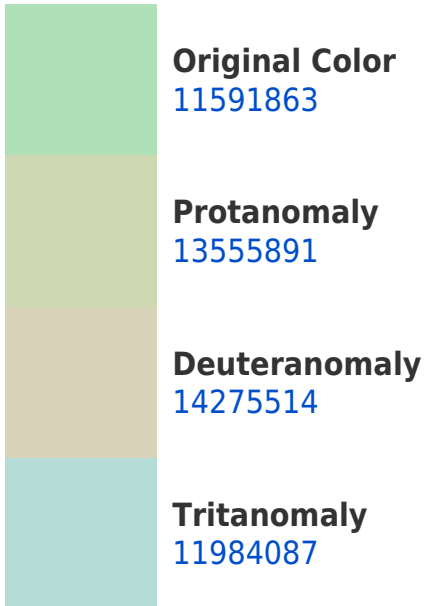 Original Color
11591863
Protanomaly
13555891
Deuteranomaly
14275514
Tritanomaly
11984087